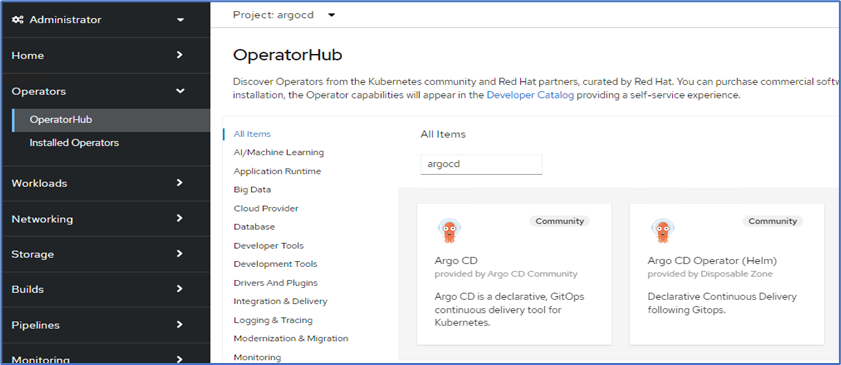 Administrator
Home
Operators
OperatorHub
Installed Operators
Workloads
Networking
Storage
Builds
Pipelines
Monitoring
Project: argocd
OperatorHub
Discover Operators from the Kubernetes community and Red Hat partners, curated by Red Hat. You can purchase commercial softw
installation, the Operator capabilities will appear in the Developer Catalog providing a self-service experience.
All Items
AI/Machine Learning
Application Runtime
Big Data
Cloud Provider
Database
Developer Tools
Development Tools
Drivers And Plugins
Integration & Delivery
Logging & Tracing
Modernization & Migration
Monitoring
All Items
argocd
Community
Argo CD
provided by Argo CD Community
Argo CD is a declarative, GitOps
continuous delivery tool for
Kubernetes.
Community
Argo CD Operator (Helm)
provided by Disposable Zone
Declarative Continuous Delivery
following Gitops.